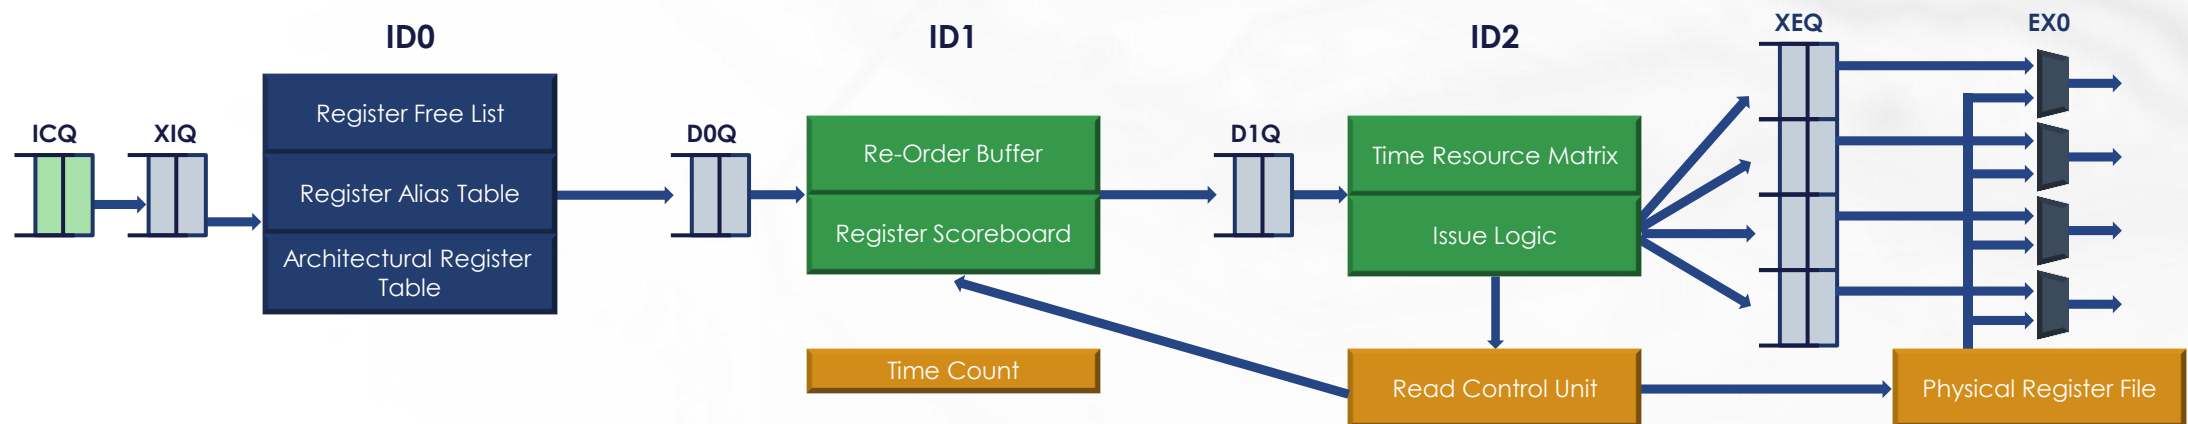 ID0
ID1
ID2
XEQ
EX0
ICQ
XIQ
D0Q
D1Q
Register Free List
Register Alias Table
Architectural Register
Table
Re-Order Buffer
Register Scoreboard
Time Resource Matrix
Issue Logic
Time Count
Read Control Unit
Physical Register File